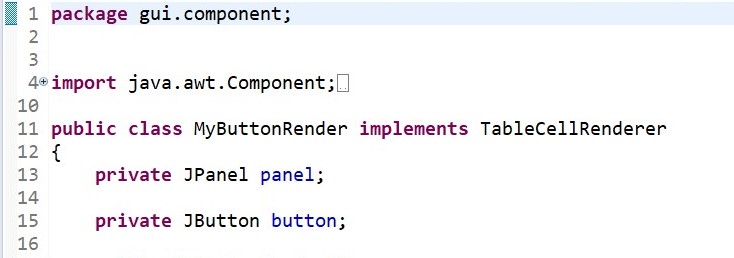 1 package gui.component;
2
3
4 import java.awt.Component;
10
11 public class MyButtonRender implements TableCellRenderer
12 {
13 private JPanel panel;
14
15 private JButton button;
16